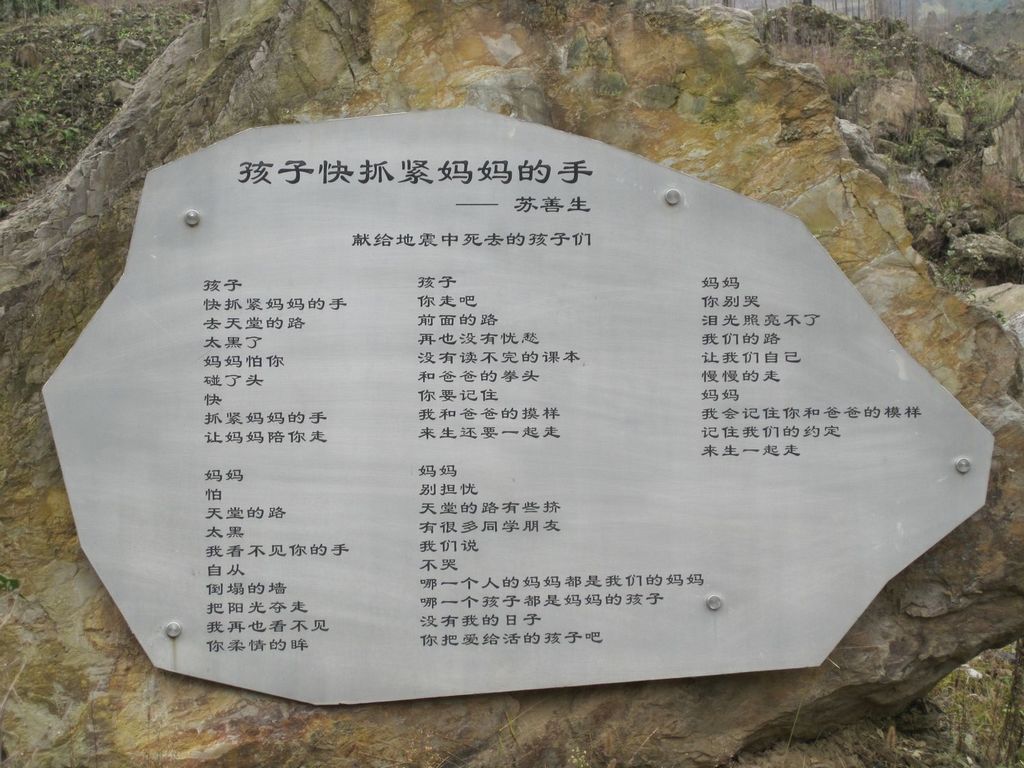 孩子快抓紧妈妈的手
—— 苏善生
献给地震中死去的孩子们
孩子
快抓紧妈妈的手
去天堂的路
太黑了
妈妈怕你
碰了头
快
抓紧妈妈的手
让妈妈陪你走
妈妈
怕
天堂的路
太黑
我看不见你的手
自从
倒塌的墙
把阳光夺走
我再也看不见
你柔情的眸
孩子
你走吧
前面的路
再也没有忧愁
没有读不完的课本
和爸爸的拳头
你要记住
我和爸爸的摸样
来生还要一起走
妈妈
别担忧
天堂的路有些挤
有很多同学朋友
我们说
不哭
哪一个人的妈妈都是我们的妈妈
哪一个孩子都是妈妈的孩子
没有我的日子
你把爱给活的孩子吧
妈妈
你别哭
泪光照亮不了
我们的路
让我们自己
慢慢的走
妈妈
我会记住你和爸爸的模样
记住我们的约定
来生一起走